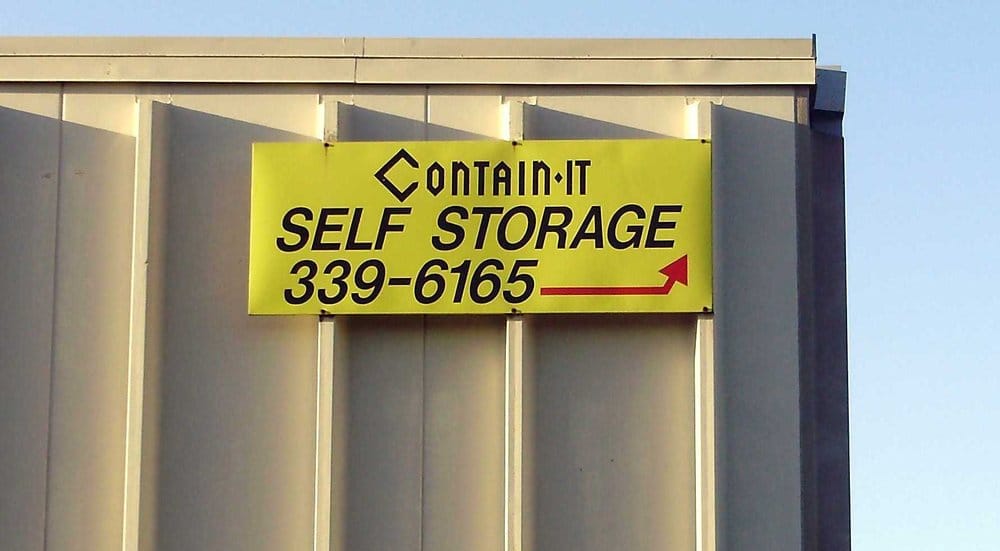 CONTAIN·IT
SELF STORAGE
339-6165